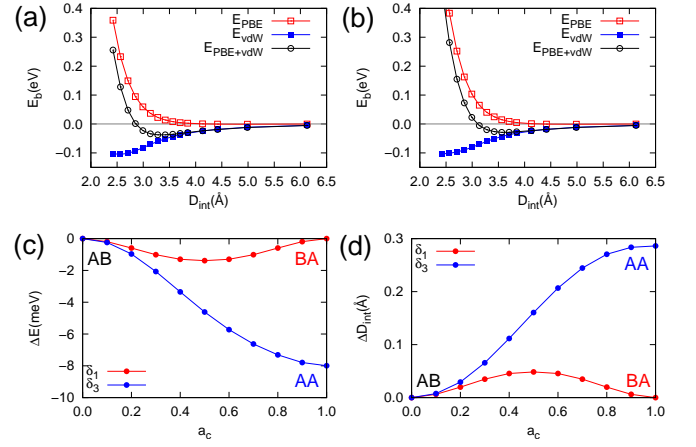 (a)
E_PBE
E_vdW
E_PBE+vdW
E_b(eV)
0.4
0.3
0.2
0.1
0.0
−0.1
2.0 2.5 3.0 3.5 4.0 4.5 5.0 5.5 6.0 6.5
D_int(Å)
(b)
E_PBE
E_vdW
E_PBE+vdW
E_b(eV)
0.4
0.3
0.2
0.1
0.0
−0.1
2.0 2.5 3.0 3.5 4.0 4.5 5.0 5.5 6.0 6.5
D_int(Å)
(c)
AB
BA
AA
δ_1
δ_3
ΔE(meV)
0
−2
−4
−6
−8
−10
0.0 0.2 0.4 0.6 0.8 1.0
a_c
(d)
δ_1
δ_3
AA
AB
BA
ΔD_int(Å)
0.3
0.2
0.1
0.0
0.0 0.2 0.4 0.6 0.8 1.0
a_c